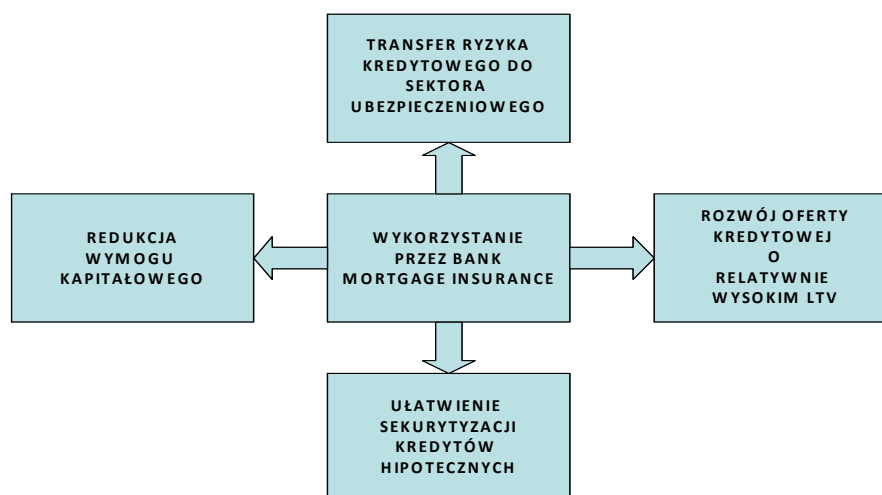 TRANSFER RYZYKA
KREDYTOWEGO DO
SEKTORA
UBEZPIECZENIOWEGO
REDUKCJA
WYMOGU
KAPITAŁOWEGO
WYKORZYSTANIE
PRZEZ BANK
MORTGAGE INSURANCE
ROZWÓJ OFERTY
KREDYTOWEJ
O
RELATYWNIE
WYSOKIM LTV
UŁATWIENIE
SEKURYTYZACJI
KREDYTÓW
HIPOTECZNYCH